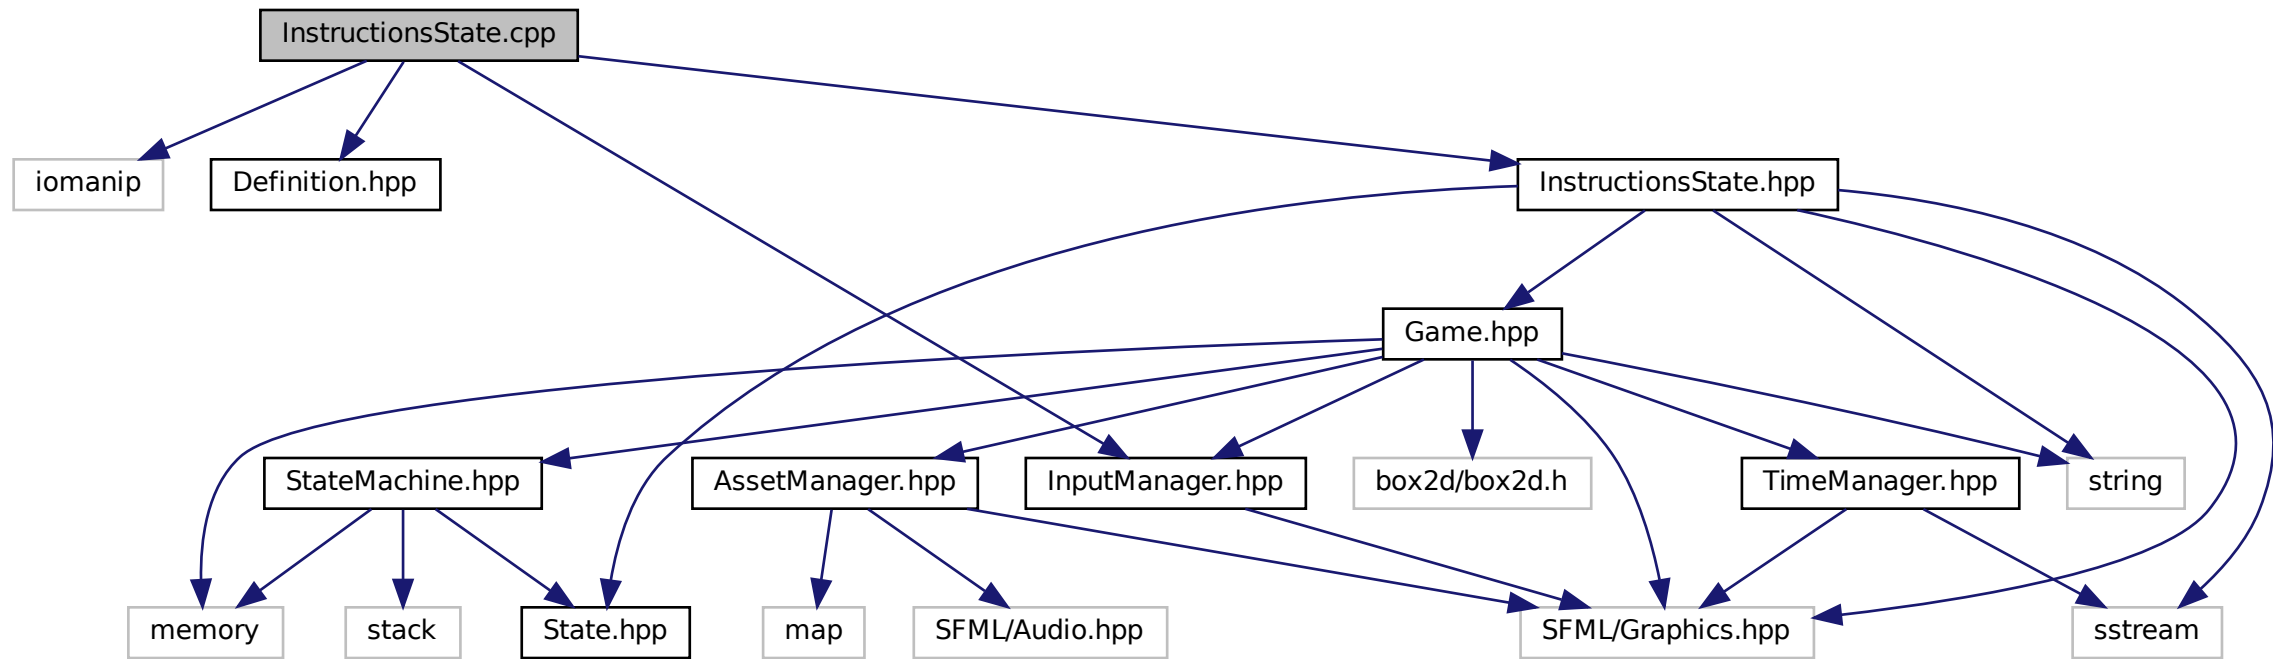 InstructionsState.cpp
iomanip
Definition.hpp
InstructionsState.hpp
Game.hpp
StateMachine.hpp
AssetManager.hpp
InputManager.hpp
box2d/box2d.h
TimeManager.hpp
string
memory
stack
State.hpp
map
SFML/Audio.hpp
SFML/Graphics.hpp
sstream